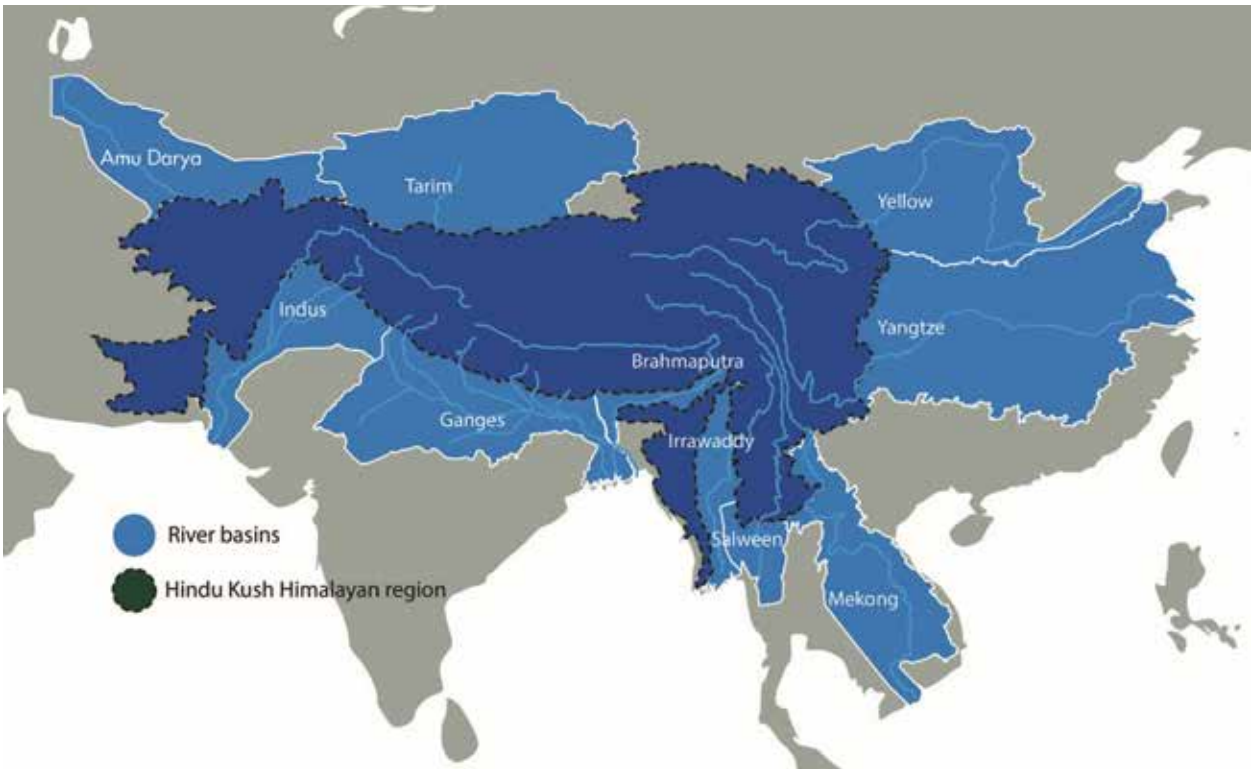 Amu Darya
Tarim
Yellow
Indus
Yangtze
Brahmaputra
Ganges
Irrawaddy
Salween
Mekong
River basins
Hindu Kush Himalayan region